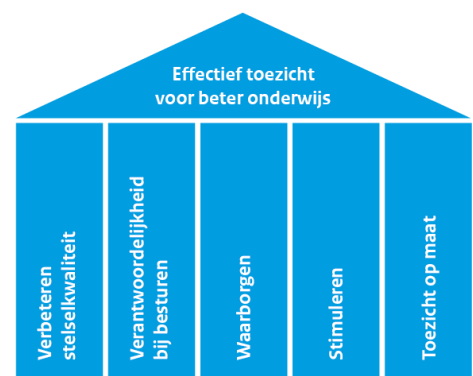 Effectief toezicht
voor beter onderwijs
Verbeteren
stelselkwaliteit
Verantwoordelijkheid
bij besturen
Waarborgen
Stimuleren
Toezicht op maat